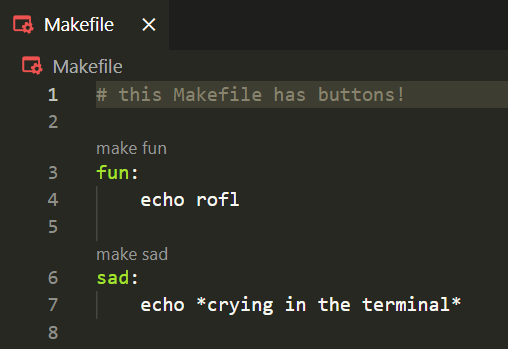 Makefile
Makefile
1 # this Makefile has buttons!
2
make fun
3 fun:
4 echo rofl
5
make sad
6 sad:
7 echo *crying in the terminal*
8